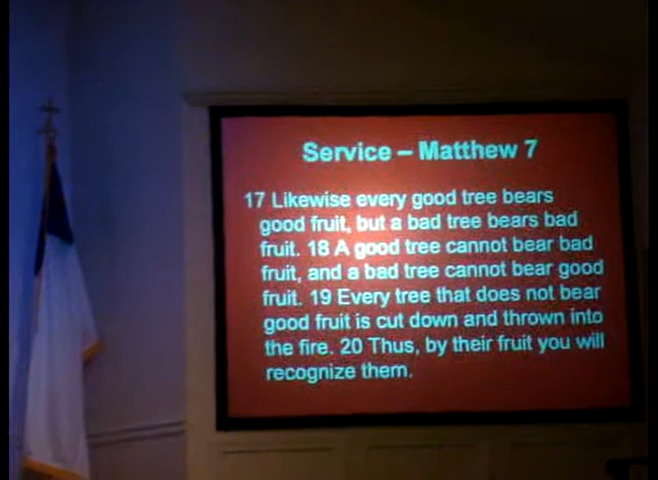 Service – Matthew 7
17 Likewise every good tree bears
good fruit, but a bad tree bears bad
fruit. 18 A good tree cannot bear bad
fruit, and a bad tree cannot bear good
fruit. 19 Every tree that does not bear
good fruit is cut down and thrown into
the fire. 20 Thus, by their fruit you will
recognize them.